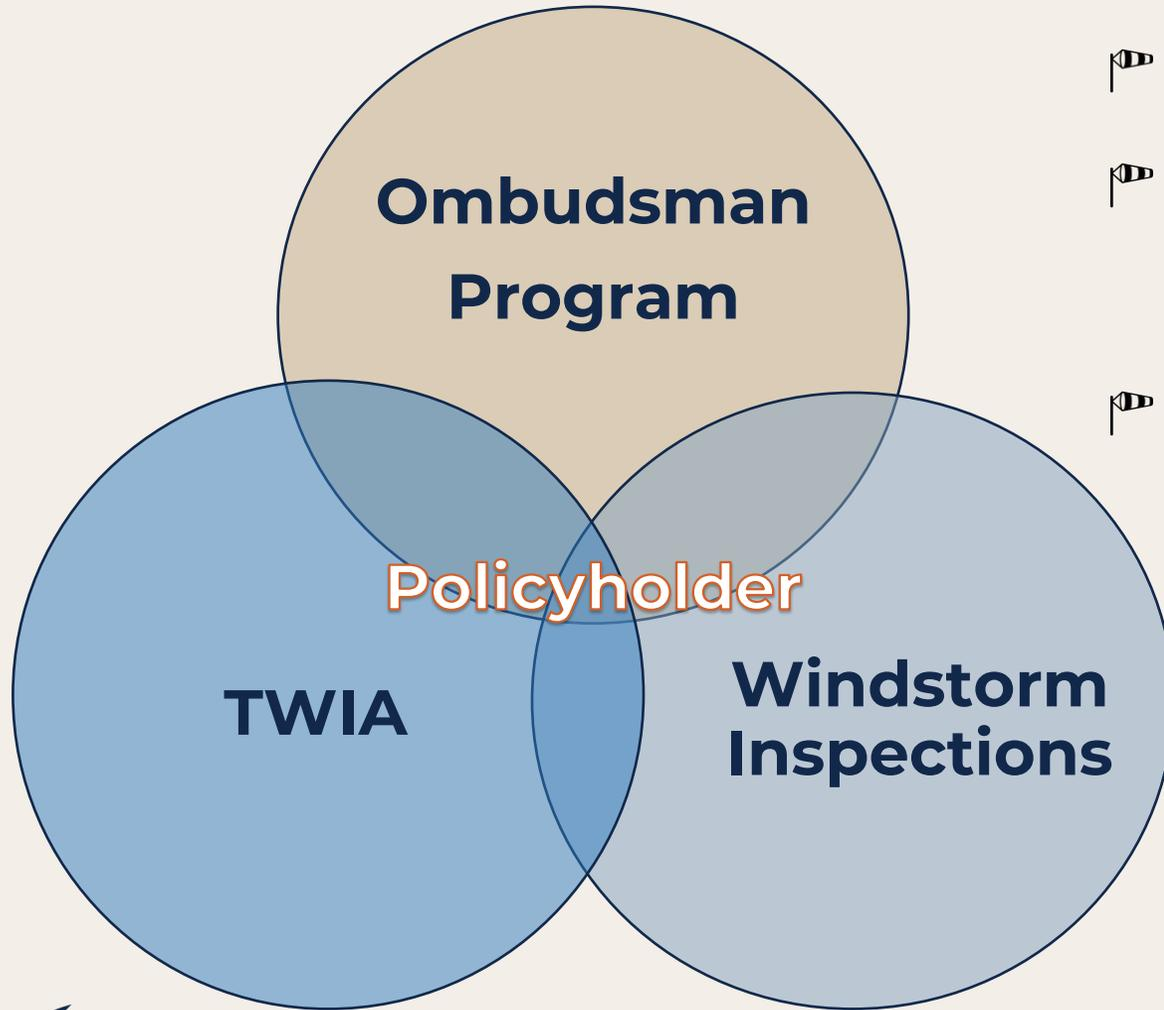 Ombudsman
Program
Policyholder
TWIA
Windstorm
Inspections